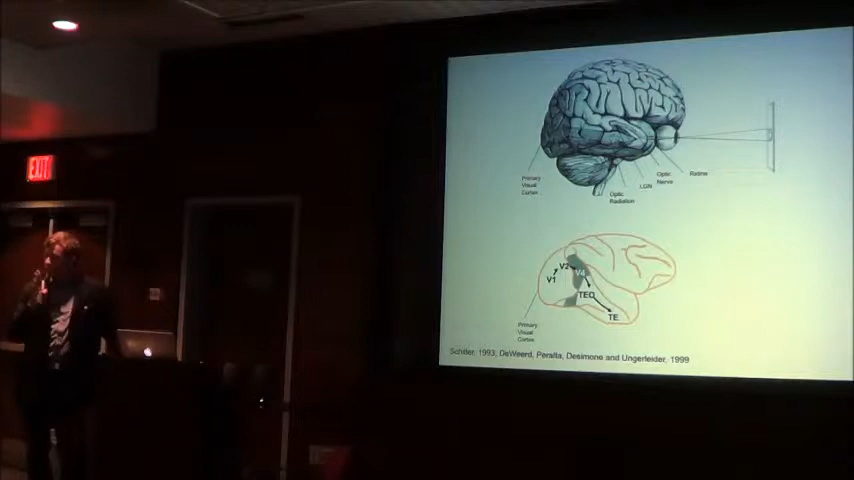 EXIT
Primary
Visual
Cortex
Optic
Radiation
LGN
Optic
Nerve
Retina
V1
V2
V4
TEO
TE
Primary
Visual
Cortex
Schiller, 1993; DeWeerd, Peralta, Desimone and Ungerleider, 1999